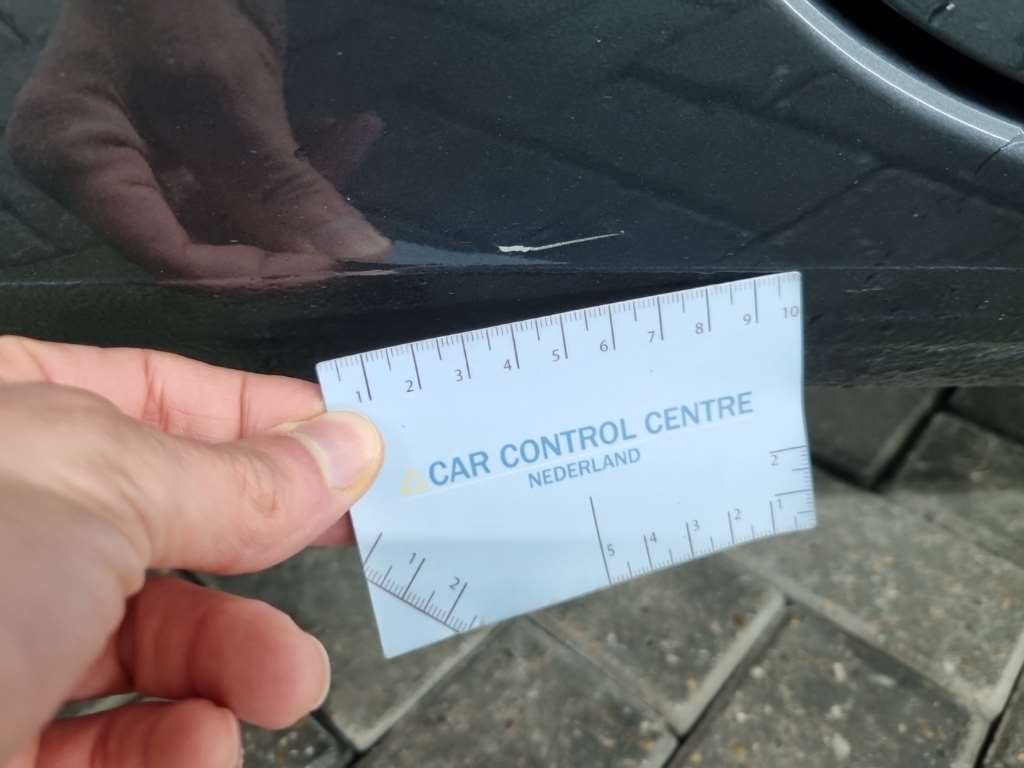 1 2 3 4 5 6 7 8 9 10
CAR CONTROL CENTRE
NEDERLAND
2
1
5 4 3 2 1
1 2